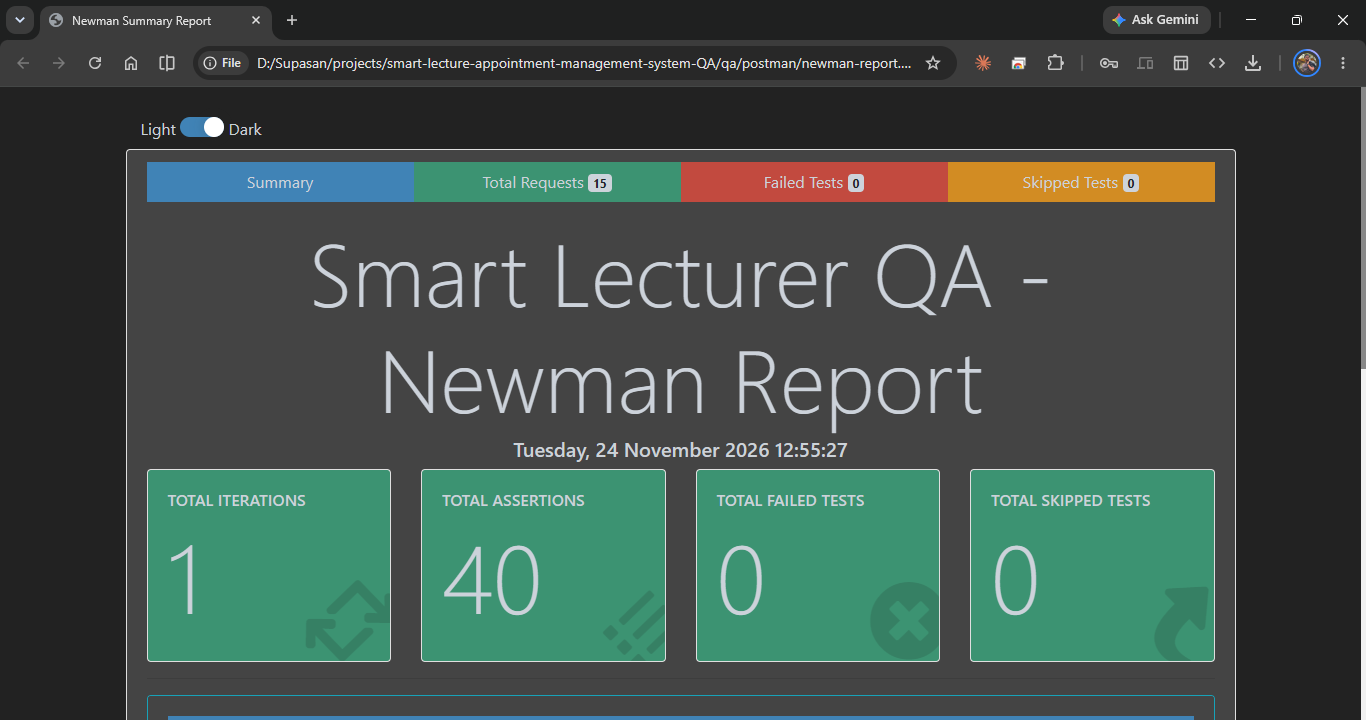 Newman Summary Report
Ask Gemini
File
D:/Supasan/projects/smart-lecture-appointment-management-system-QA/qa/postman/newman-report....
Light Dark
Summary
Total Requests 15
Failed Tests 0
Skipped Tests 0
Smart Lecturer QA -
Newman Report
Tuesday, 24 November 2026 12:55:27
TOTAL ITERATIONS
1
TOTAL ASSERTIONS
40
TOTAL FAILED TESTS
0
TOTAL SKIPPED TESTS
0